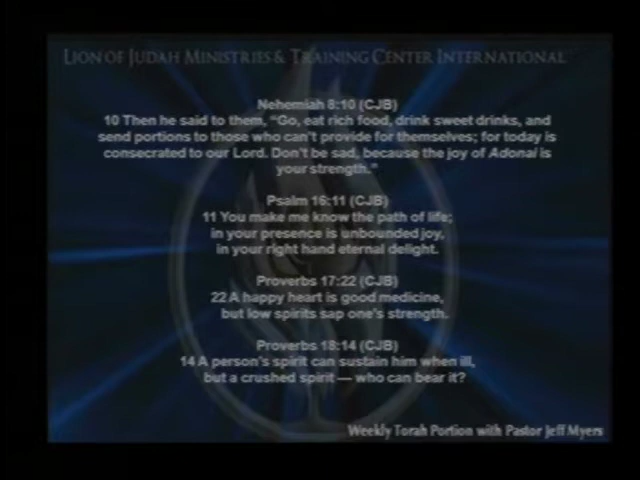 LION OF JUDAH MINISTRIES & TRAINING CENTER INTERNATIONAL
Nehemiah 8:10 (CJB)
10 Then he said to them, “Go, eat rich food, drink sweet drinks, and
send portions to those who can’t provide for themselves; for today is
consecrated to our Lord. Don’t be sad, because the joy of Adonai is
your strength.”
Psalm 16:11 (CJB)
11 You make me know the path of life;
in your presence is unbounded joy,
in your right hand eternal delight.
Proverbs 17:22 (CJB)
22 A happy heart is good medicine,
but low spirits sap one’s strength.
Proverbs 18:14 (CJB)
14 A person’s spirit can sustain him when ill,
but a crushed spirit — who can bear it?
Weekly Torah Portion with Pastor Jeff Myers